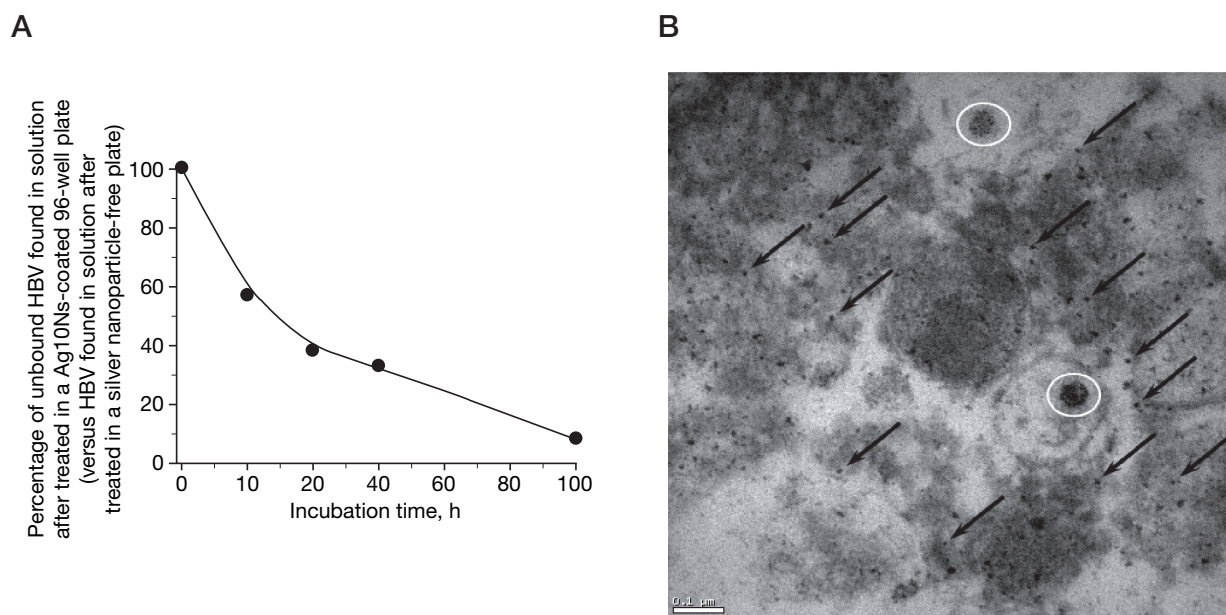 A
B
Percentage of unbound HBV found in solution
after treated in a Ag10Ns-coated 96-well plate
(versus HBV found in solution after
treated in a silver nanoparticle-free plate)
100
80
60
40
20
0
0
10
20
40
60
80
100
Incubation time, h
0.1 µm